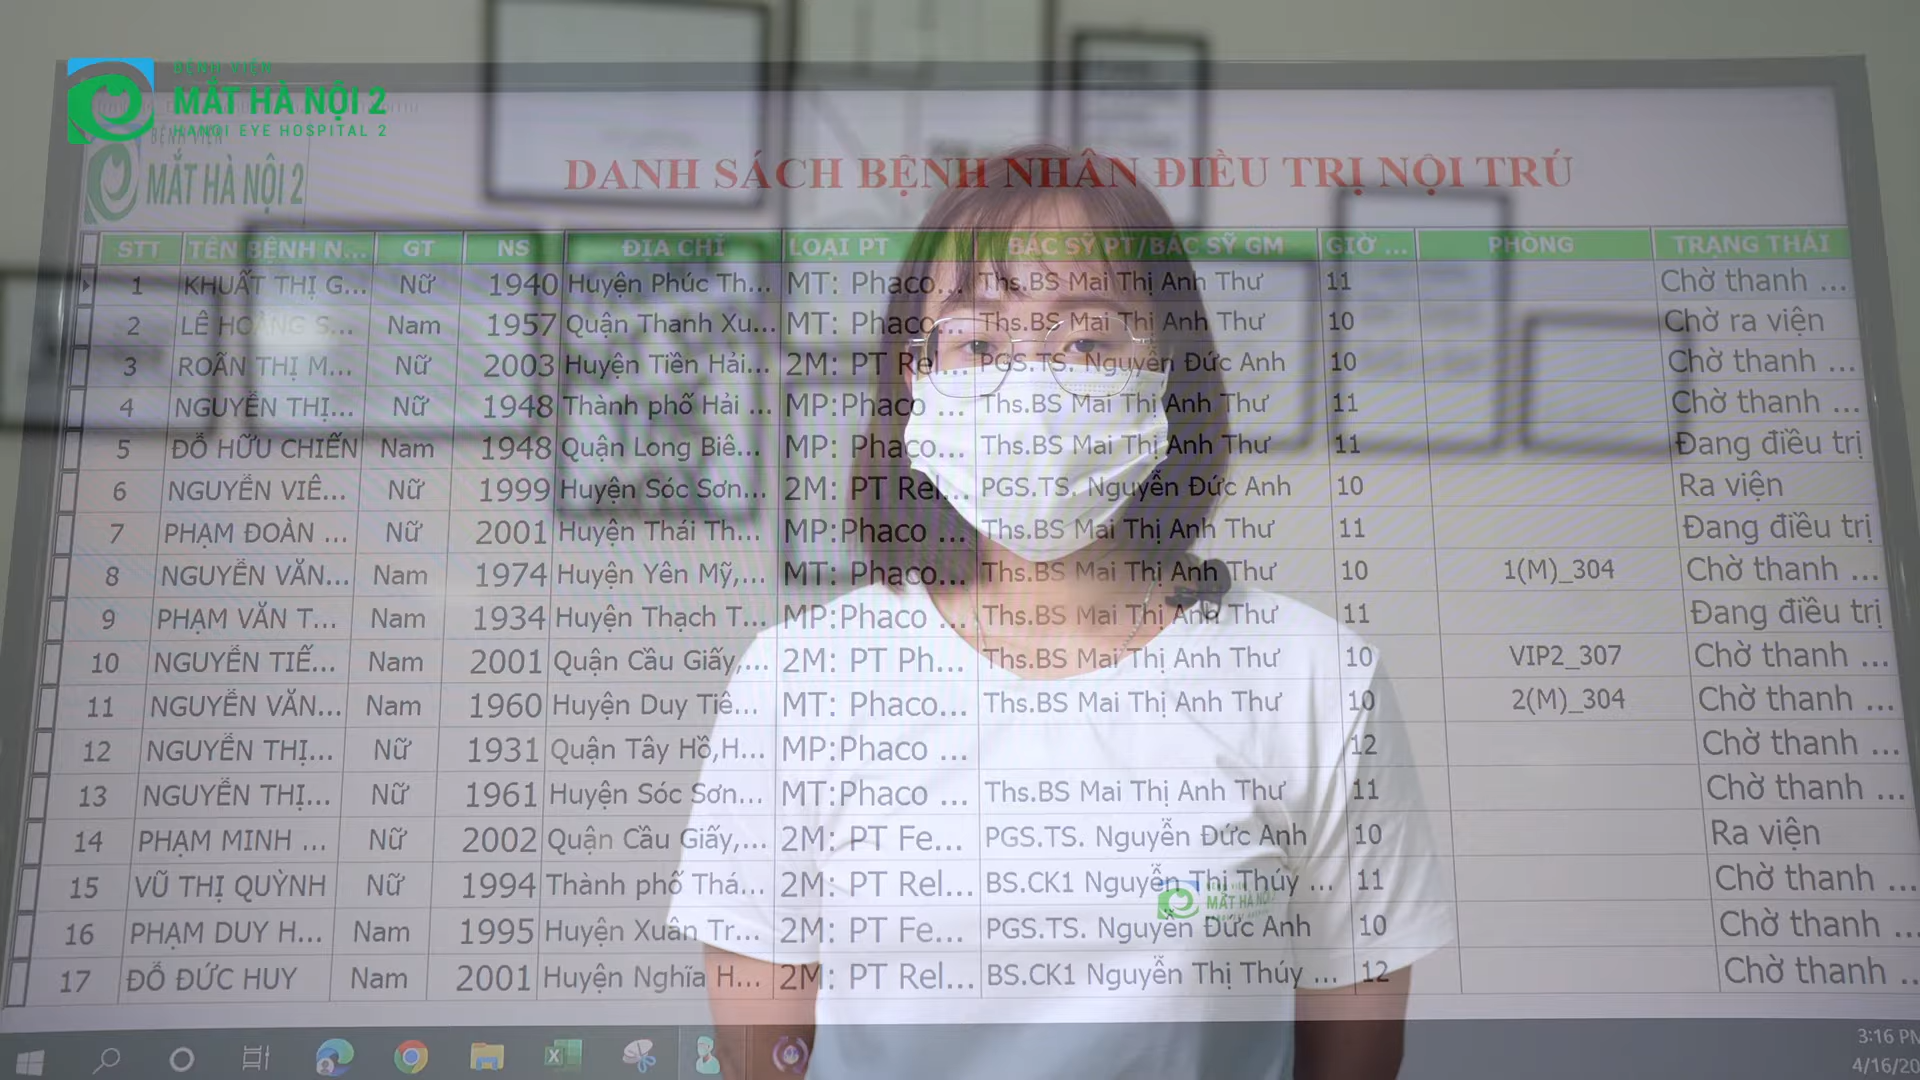 BỆNH VIỆN
MẮT HÀ NỘI 2
HANOI EYE HOSPITAL 2
BỆNH VIỆN
MẮT HÀ NỘI 2
DANH SÁCH BỆNH NHÂN ĐIỀU TRỊ NỘI TRÚ
STT TÊN BỆNH N... GT NS ĐỊA CHỈ LOẠI PT BÁC SỸ PT/BÁC SỸ GM GIỜ ... PHÒNG TRẠNG THÁI
1 KHUẤT THỊ G... Nữ 1940 Huyện Phúc Th... MT: Phaco... Ths.BS Mai Thị Anh Thư 11 Chờ thanh ...
2 LÊ HOÀNG S... Nam 1957 Quận Thanh Xu... MT: Phaco... Ths.BS Mai Thị Anh Thư 10 Chờ ra viện
3 ROÃN THỊ M... Nữ 2003 Huyện Tiền Hải... 2M: PT Rel... PGS.TS. Nguyễn Đức Anh 10 Chờ thanh ...
4 NGUYỄN THỊ... Nữ 1948 Thành phố Hải ... MP:Phaco ... Ths.BS Mai Thị Anh Thư 11 Chờ thanh ...
5 ĐỖ HỮU CHIẾN Nam 1948 Quận Long Biê... MP: Phaco... Ths.BS Mai Thị Anh Thư 11 Đang điều trị
6 NGUYỄN VIÊ... Nữ 1999 Huyện Sóc Sơn... 2M: PT Rel... PGS.TS. Nguyễn Đức Anh 10 Ra viện
7 PHẠM ĐOÀN ... Nữ 2001 Huyện Thái Th... MP:Phaco ... Ths.BS Mai Thị Anh Thư 11 Đang điều trị
8 NGUYỄN VĂN... Nam 1974 Huyện Yên Mỹ,... MT: Phaco... Ths.BS Mai Thị Anh Thư 10 1(M)_304 Chờ thanh ...
9 PHẠM VĂN T... Nam 1934 Huyện Thạch T... MP:Phaco ... Ths.BS Mai Thị Anh Thư 11 Đang điều trị
10 NGUYỄN TIẾ... Nam 2001 Quận Cầu Giấy,... 2M: PT Ph... Ths.BS Mai Thị Anh Thư 10 VIP2_307 Chờ thanh ...
11 NGUYỄN VĂN... Nam 1960 Huyện Duy Tiê... MT: Phaco... Ths.BS Mai Thị Anh Thư 10 2(M)_304 Chờ thanh ...
12 NGUYỄN THỊ... Nữ 1931 Quận Tây Hồ,H... MP:Phaco ... 12 Chờ thanh ...
13 NGUYỄN THỊ... Nữ 1961 Huyện Sóc Sơn... MT:Phaco ... Ths.BS Mai Thị Anh Thư 11 Chờ thanh ...
14 PHẠM MINH ... Nữ 2002 Quận Cầu Giấy,... 2M: PT Fe... PGS.TS. Nguyễn Đức Anh 10 Ra viện
15 VŨ THỊ QUỲNH Nữ 1994 Thành phố Thá... 2M: PT Rel... BS.CK1 Nguyễn Thị Thúy ... 11 Chờ thanh ...
MẮT HÀ NỘI 2
16 PHẠM DUY H... Nam 1995 Huyện Xuân Tr... 2M: PT Fe... PGS.TS. Nguyễn Đức Anh 10 Chờ thanh ...
17 ĐỖ ĐỨC HUY Nam 2001 Huyện Nghĩa H... 2M: PT Rel... BS.CK1 Nguyễn Thị Thúy ... 12 Chờ thanh ...
3:16 PM
4/16/20